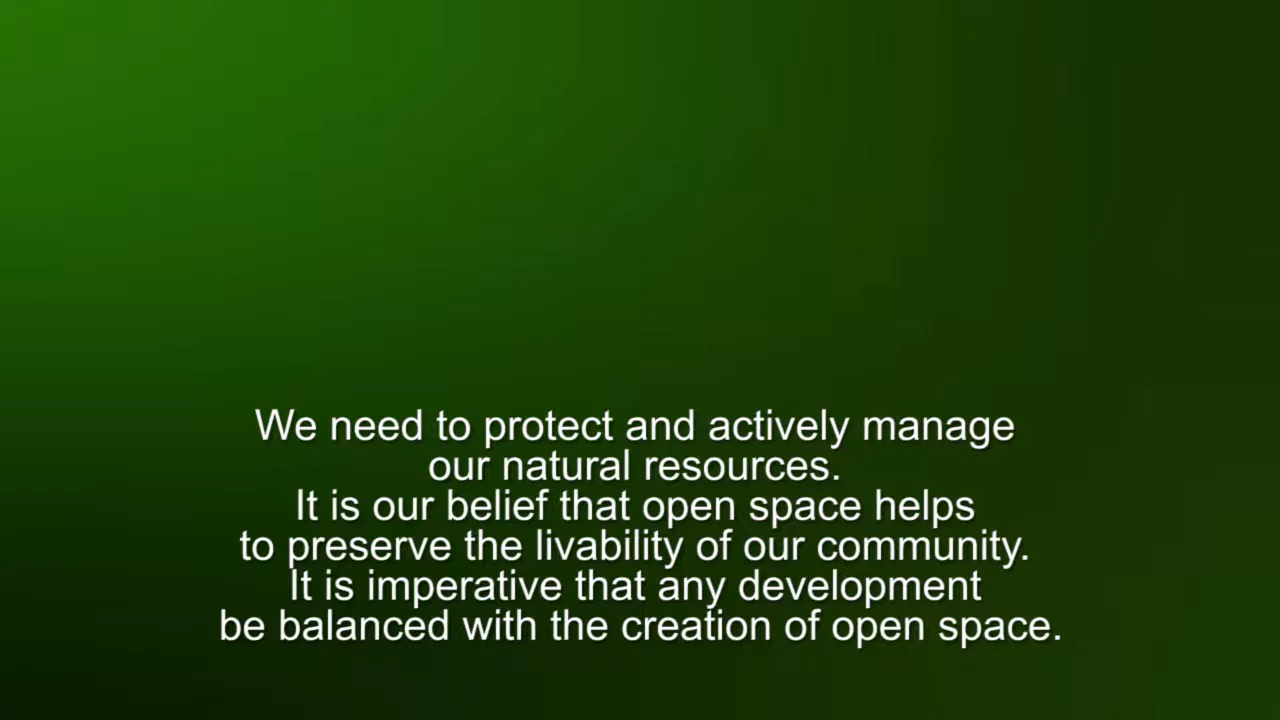 We need to protect and actively manage
our natural resources.
It is our belief that open space helps
to preserve the livability of our community.
It is imperative that any development
be balanced with the creation of open space.